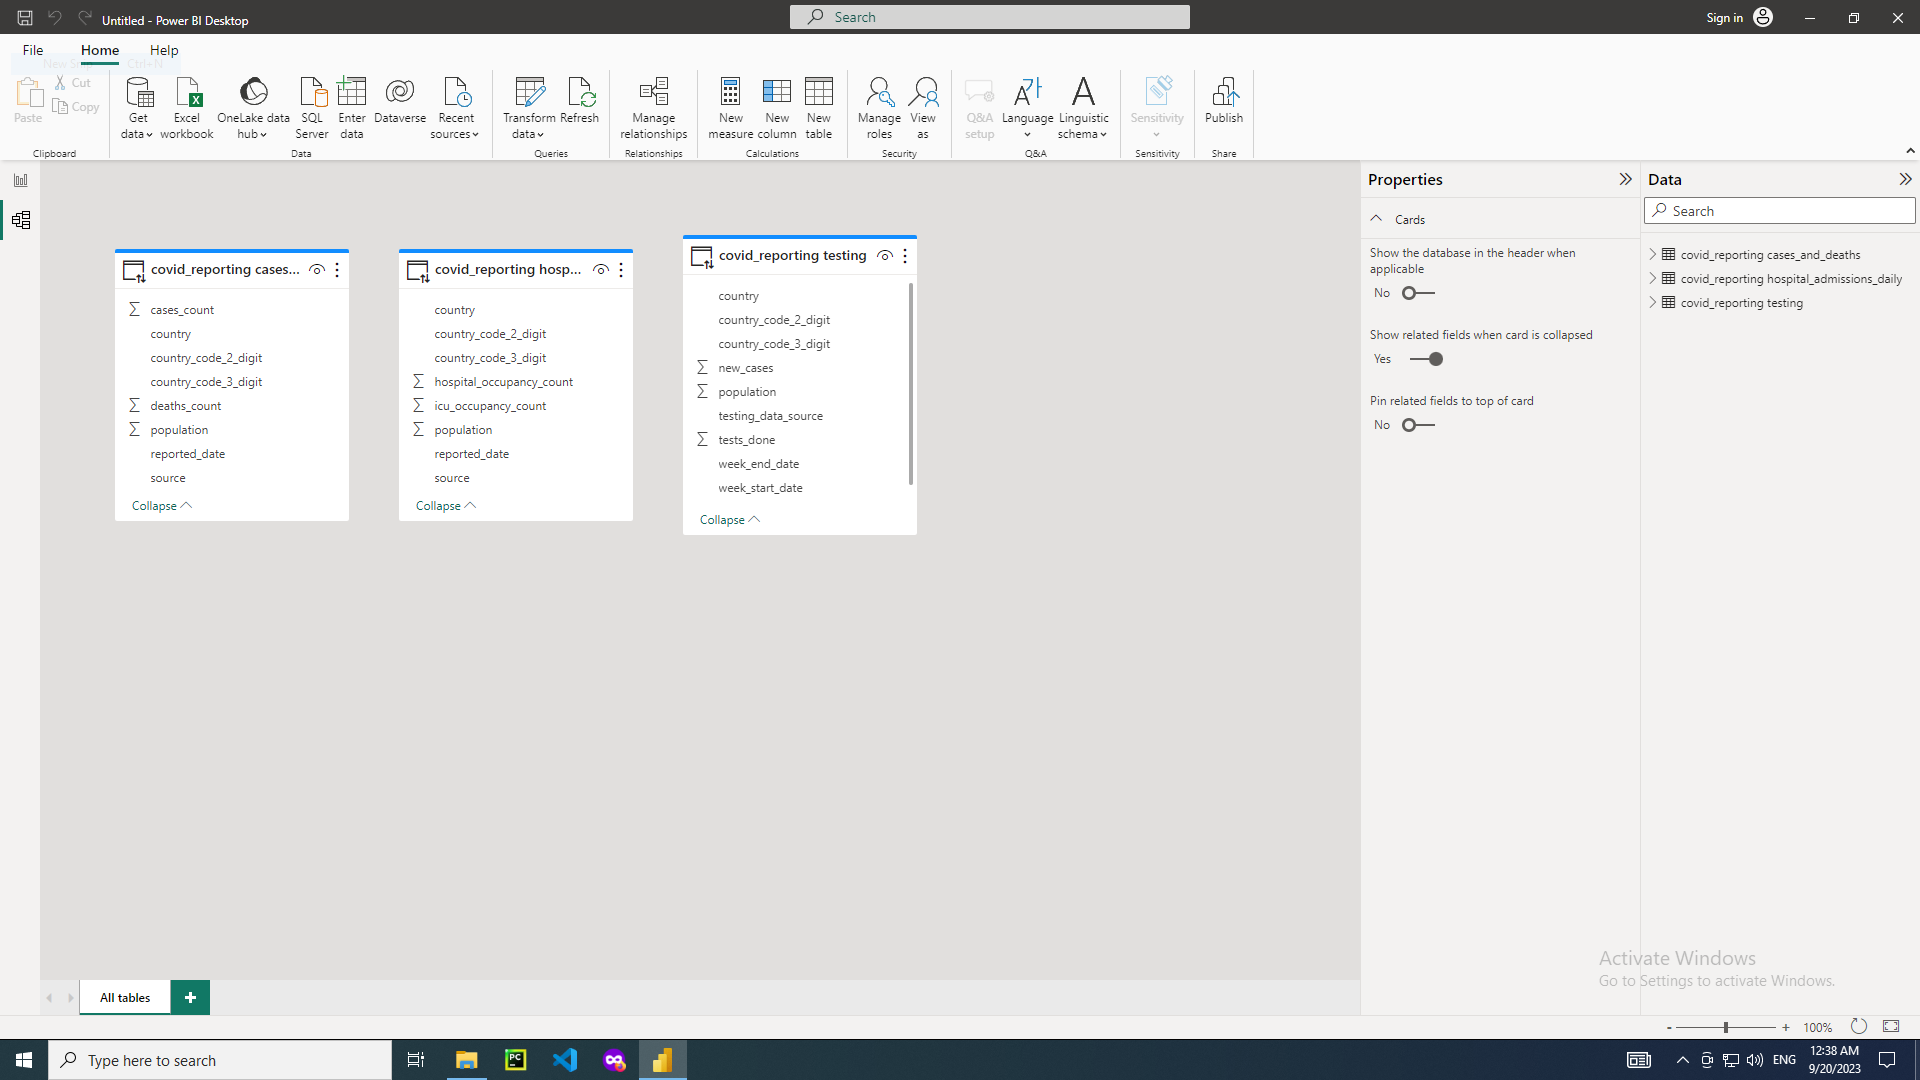 Untitled - Power BI Desktop
Search
Sign in
File Home Help
New Ctrl+N
Paste
Cut
Copy
Clipboard
Get data
Excel workbook
OneLake data hub
SQL Server
Enter data
Dataverse
Recent sources
Data
Transform data
Refresh
Queries
Manage relationships
Relationships
New measure
New column
New table
Calculations
Manage roles
View as
Security
Q&A setup
Language
Linguistic schema
Q&A
Sensitivity
Sensitivity
Publish
Share
covid_reporting cases...
cases_count
country
country_code_2_digit
country_code_3_digit
deaths_count
population
reported_date
source
Collapse
covid_reporting hosp...
country
country_code_2_digit
country_code_3_digit
hospital_occupancy_count
icu_occupancy_count
population
reported_date
source
Collapse
covid_reporting testing
country
country_code_2_digit
country_code_3_digit
new_cases
population
testing_data_source
tests_done
week_end_date
week_start_date
Collapse
Properties
Cards
Show the database in the header when
applicable
No
Show related fields when card is collapsed
Yes
Pin related fields to top of card
No
Data
Search
covid_reporting cases_and_deaths
covid_reporting hospital_admissions_daily
covid_reporting testing
Activate Windows
Go to Settings to activate Windows.
All tables
+
- + 100%
Type here to search
PC
ENG
12:38 AM
9/20/2023